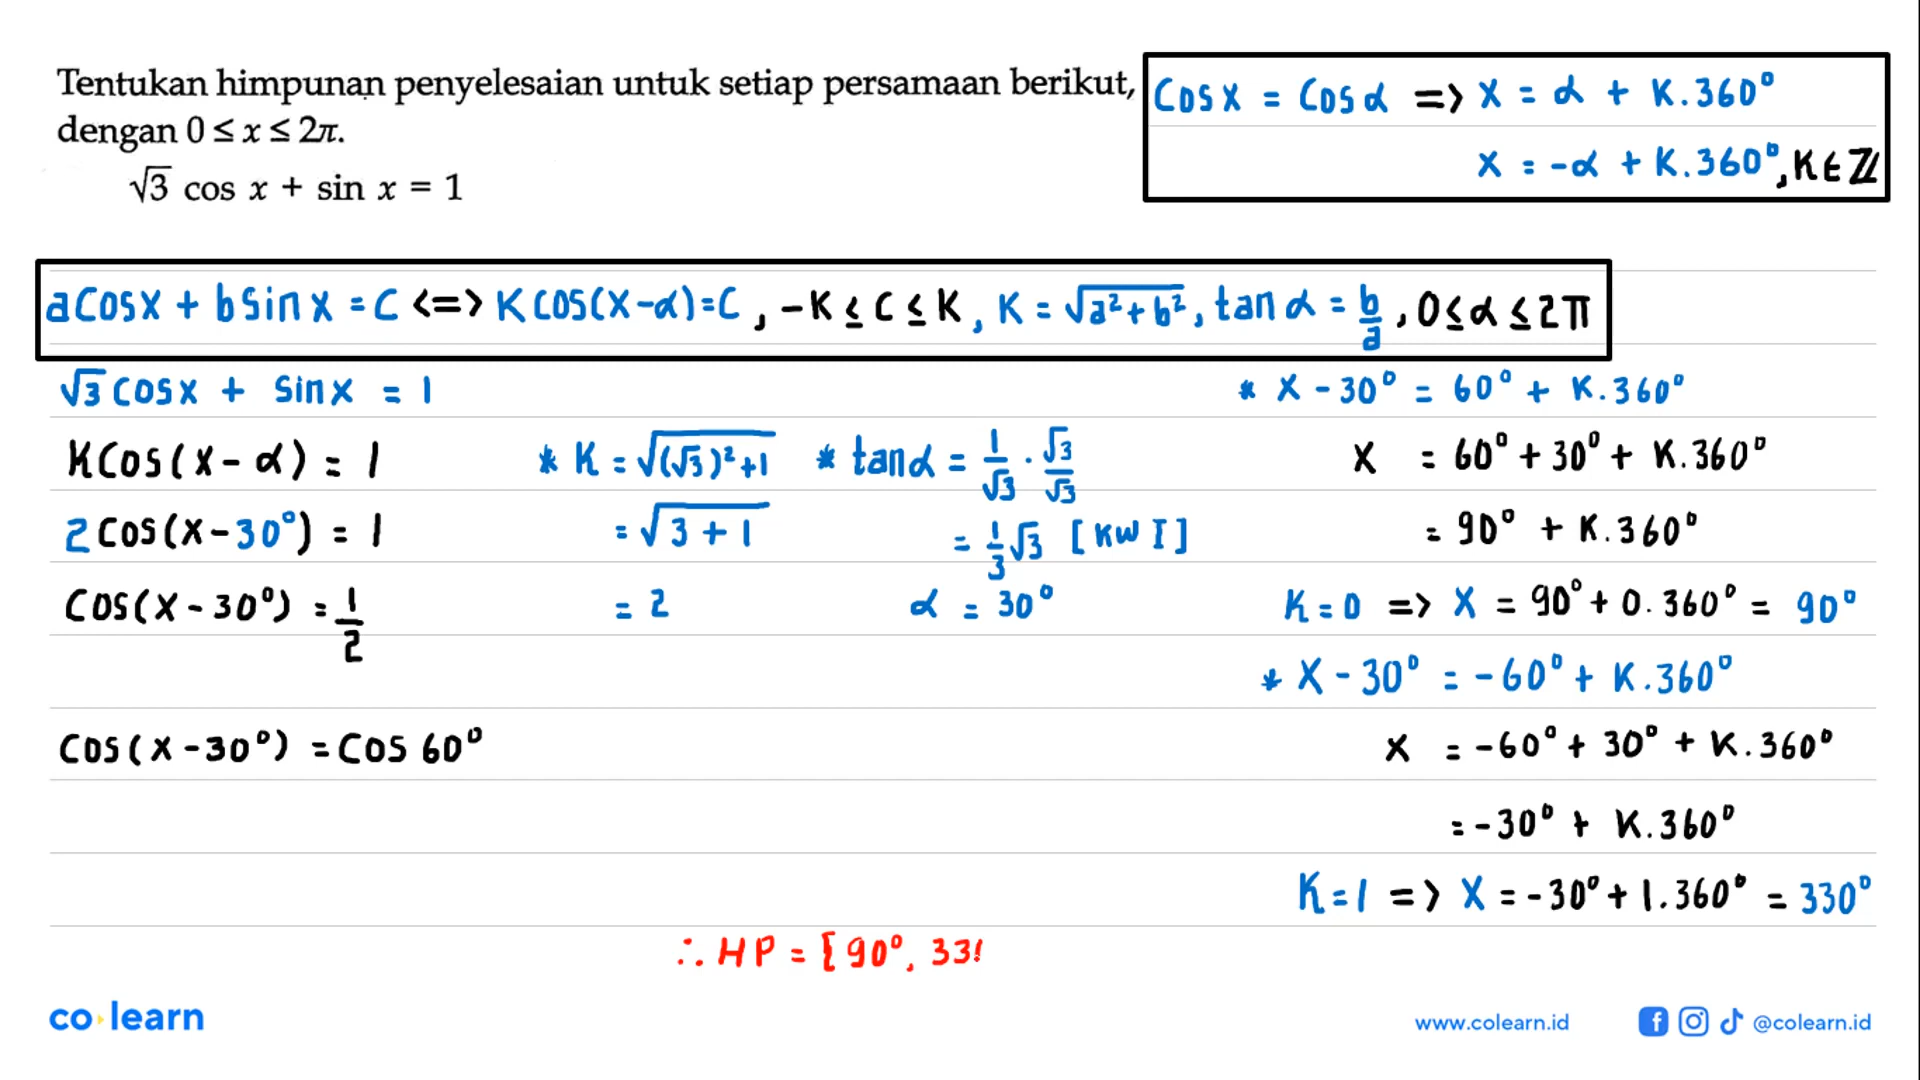 Tentukan himpunan penyelesaian untuk setiap persamaan berikut,
dengan 0 ≤ x ≤ 2π.
√3 cos x + sin x = 1
Cos x = Cos α => x = α + K.360°
x = -α + K.360°, K ∈ ℤ
a Cos x + b Sin x = C <=> K COS(x-α)=C, -K ≤ C ≤ K, K = √(a²+b²), tan α = b/a, 0 ≤ α ≤ 2π
√3 Cos x + Sin x = 1
K Cos(x - α) = 1
2 Cos(x - 30°) = 1
Cos(x - 30°) = 1/2
Cos(x - 30°) = Cos 60°
* K = √((√3)²+1)
= √(3+1)
= 2
* tan α = 1/√3 . √3/√3
= 1/3 √3 [KW I]
α = 30°
* x - 30° = 60° + K.360°
x = 60° + 30° + K.360°
= 90° + K.360°
K = 0 => x = 90° + 0.360° = 90°
* x - 30° = -60° + K.360°
x = -60° + 30° + K.360°
= -30° + K.360°
K = 1 => x = -30° + 1.360° = 330°
∴ HP = { 90°, 33
co learn
www.colearn.id
@colearn.id